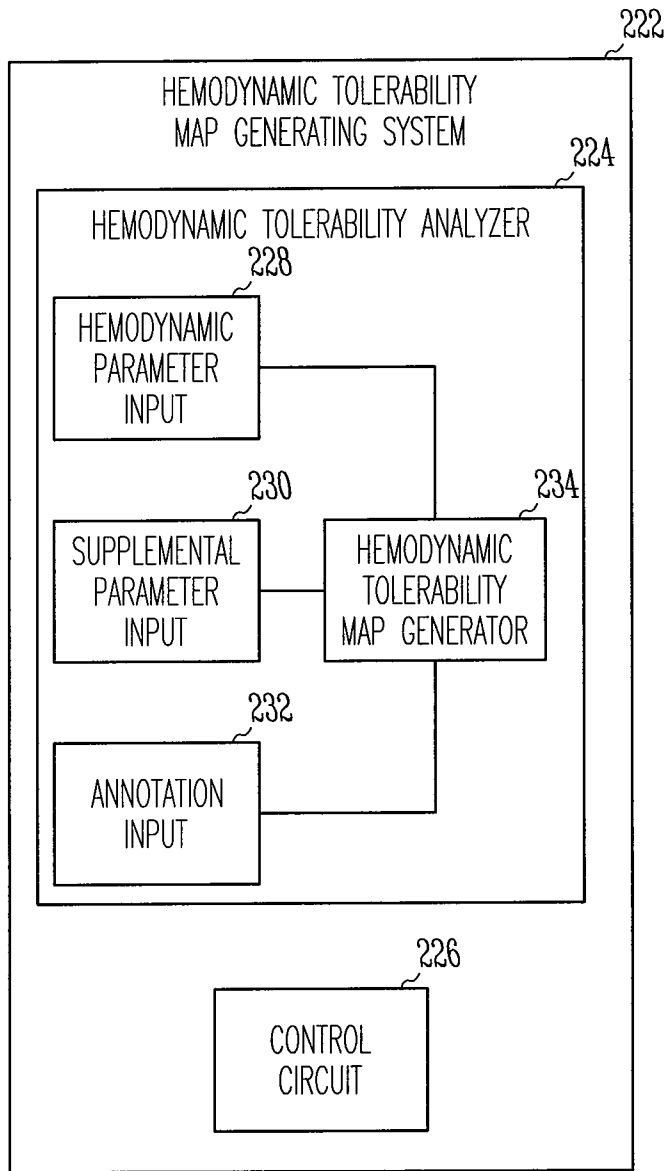 222
HEMODYNAMIC TOLERABILITY
MAP GENERATING SYSTEM
224
HEMODYNAMIC TOLERABILITY ANALYZER
228
HEMODYNAMIC
PARAMETER
INPUT
230
SUPPLEMENTAL
PARAMETER
INPUT
234
HEMODYNAMIC
TOLERABILITY
MAP GENERATOR
232
ANNOTATION
INPUT
226
CONTROL
CIRCUIT